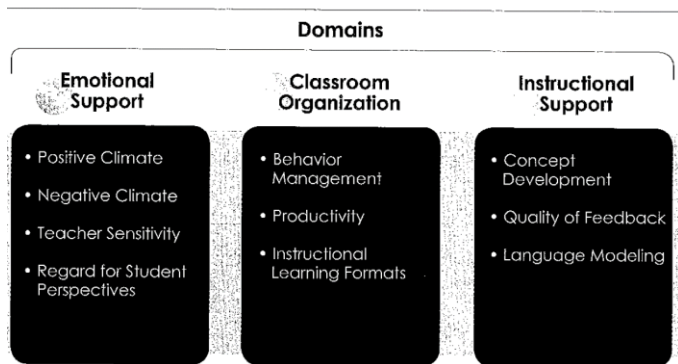 Domains
Emotional
Support
• Positive Climate
• Negative Climate
• Teacher Sensitivity
• Regard for Student
Perspectives
Classroom
Organization
• Behavior
Management
• Productivity
• Instructional
Learning Formats
Instructional
Support
• Concept
Development
• Quality of Feedback
• Language Modeling